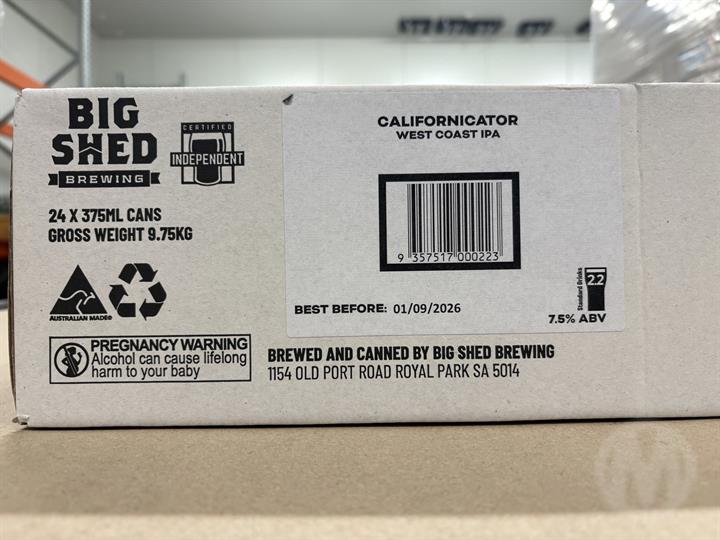 BIG
SHED
BREWING
CERTIFIED
INDEPENDENT
24 X 375ML CANS
GROSS WEIGHT 9.75KG
AUSTRALIAN MADE
PREGNANCY WARNING
Alcohol can cause lifelong
harm to your baby
CALIFORNICATOR
WEST COAST IPA
9 357517 000223
BEST BEFORE: 01/09/2026
Standard Drinks
2.2
7.5% ABV
BREWED AND CANNED BY BIG SHED BREWING
1154 OLD PORT ROAD ROYAL PARK SA 5014
M